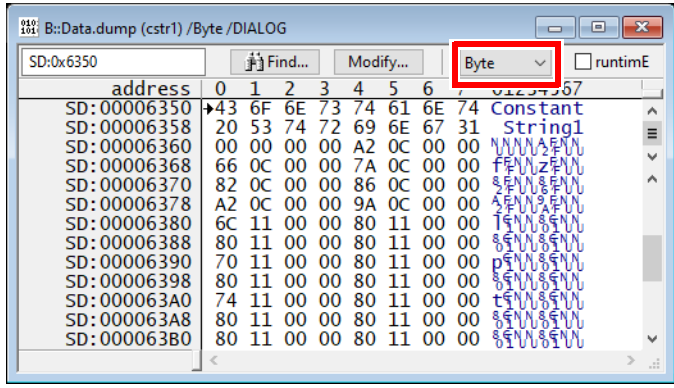 B::Data.dump (cstr1) /Byte /DIALOG
SD:0x6350 Find... Modify... Byte runtimE
address 0 1 2 3 4 5 6 7 01234567
SD:00006350 43 6F 6E 73 74 61 6E 74 Constant
SD:00006358 20 53 74 72 69 6E 67 31 String1
SD:00006360 00 00 00 00 A2 0C 00 00
SD:00006368 66 0C 00 00 7A 0C 00 00
SD:00006370 82 0C 00 00 86 0C 00 00
SD:00006378 A2 0C 00 00 9A 0C 00 00
SD:00006380 6C 11 00 00 80 11 00 00
SD:00006388 80 11 00 00 80 11 00 00
SD:00006390 70 11 00 00 80 11 00 00
SD:00006398 80 11 00 00 80 11 00 00
SD:000063A0 74 11 00 00 80 11 00 00
SD:000063A8 80 11 00 00 80 11 00 00
SD:000063B0 80 11 00 00 80 11 00 00